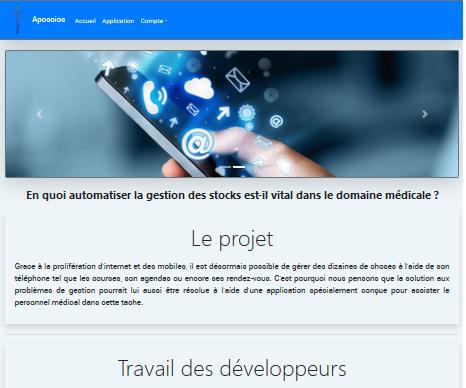 Aposoios Accueil Application Compte
En quoi automatiser la gestion des stocks est-il vital dans le domaine médicale ?
Le projet
Grace à la prolifération d'internet et des mobiles, il est désormais possible de gérer des dizaines de choses à l'aide de son
téléphone tel que les courses, son agendas ou encore ses rendez-vous. C'est pourquoi nous pensons que la solution aux
problèmes de gestion pourrait lui aussi être résolue à l'aide d'une application spécialement conçue pour assister le
personnel médical dans cette tache.
Travail des développeurs